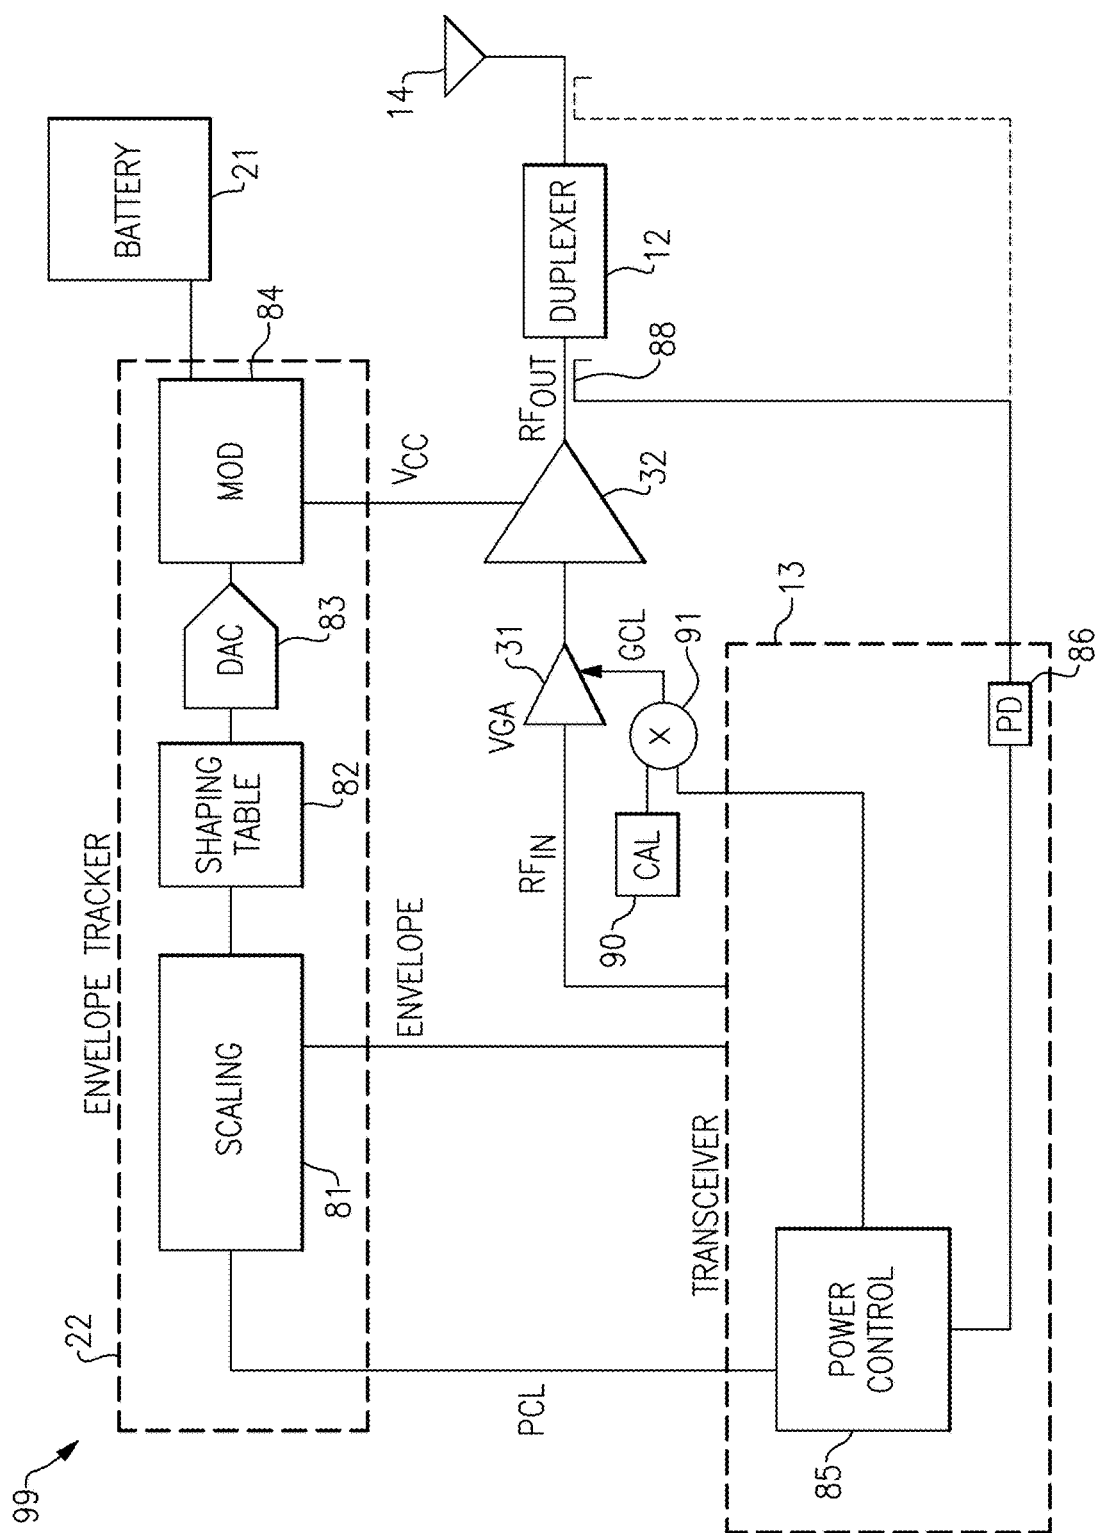 99
22
ENVELOPE TRACKER
BATTERY
21
SCALING
81
SHAPING
TABLE
82
DAC
83
MOD
84
PCL
ENVELOPE
VCC
14
RFIN
VGA
31
32
RFOUT
DUPLEXER
12
88
90
CAL
X
91
GCL
TRANSCEIVER
13
POWER
CONTROL
85
PD
86